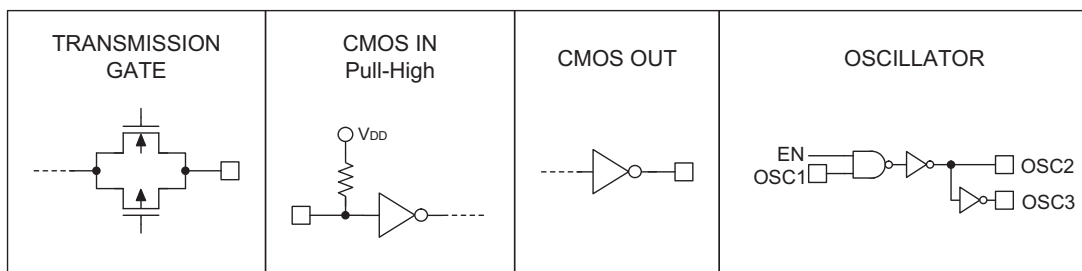 TRANSMISSION
GATE
CMOS IN
Pull-High
VDD
CMOS OUT
OSCILLATOR
EN
OSC1
OSC2
OSC3